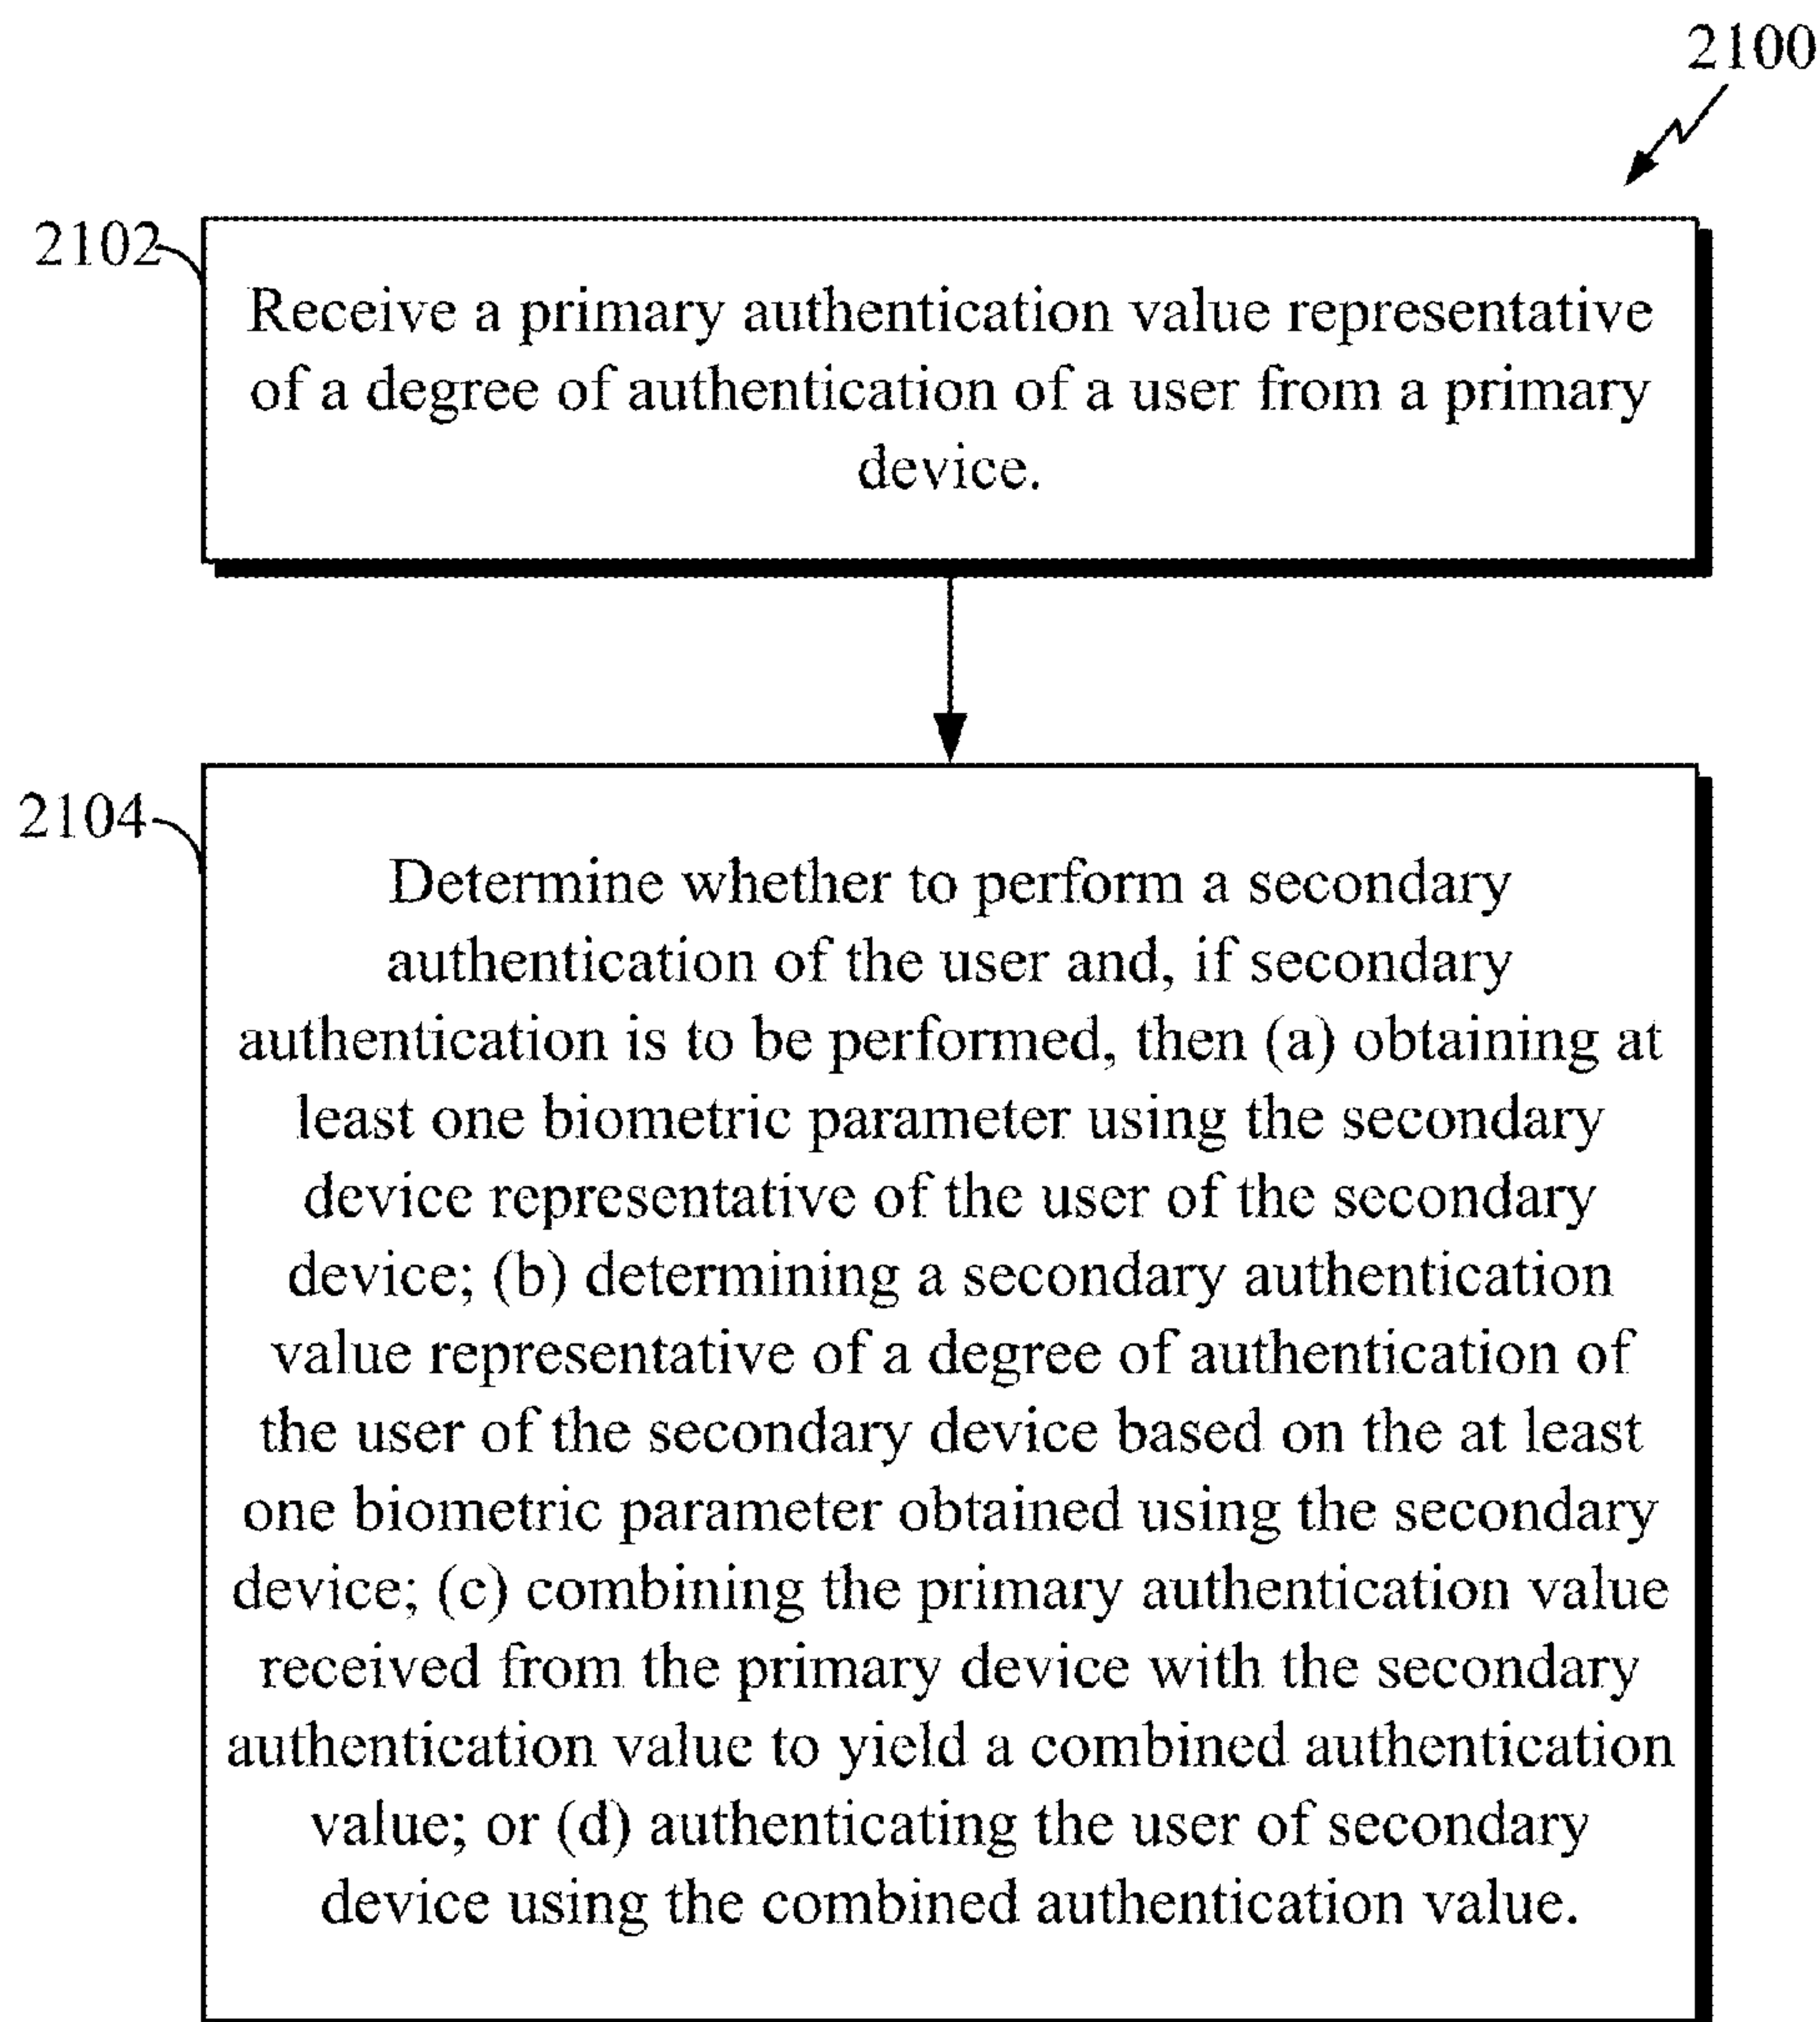 2100
2102
Receive a primary authentication value representative
of a degree of authentication of a user from a primary
device.
2104
Determine whether to perform a secondary
authentication of the user and, if secondary
authentication is to be performed, then (a) obtaining at
least one biometric parameter using the secondary
device representative of the user of the secondary
device; (b) determining a secondary authentication
value representative of a degree of authentication of
the user of the secondary device based on the at least
one biometric parameter obtained using the secondary
device; (c) combining the primary authentication value
received from the primary device with the secondary
authentication value to yield a combined authentication
value; or (d) authenticating the user of secondary
device using the combined authentication value.